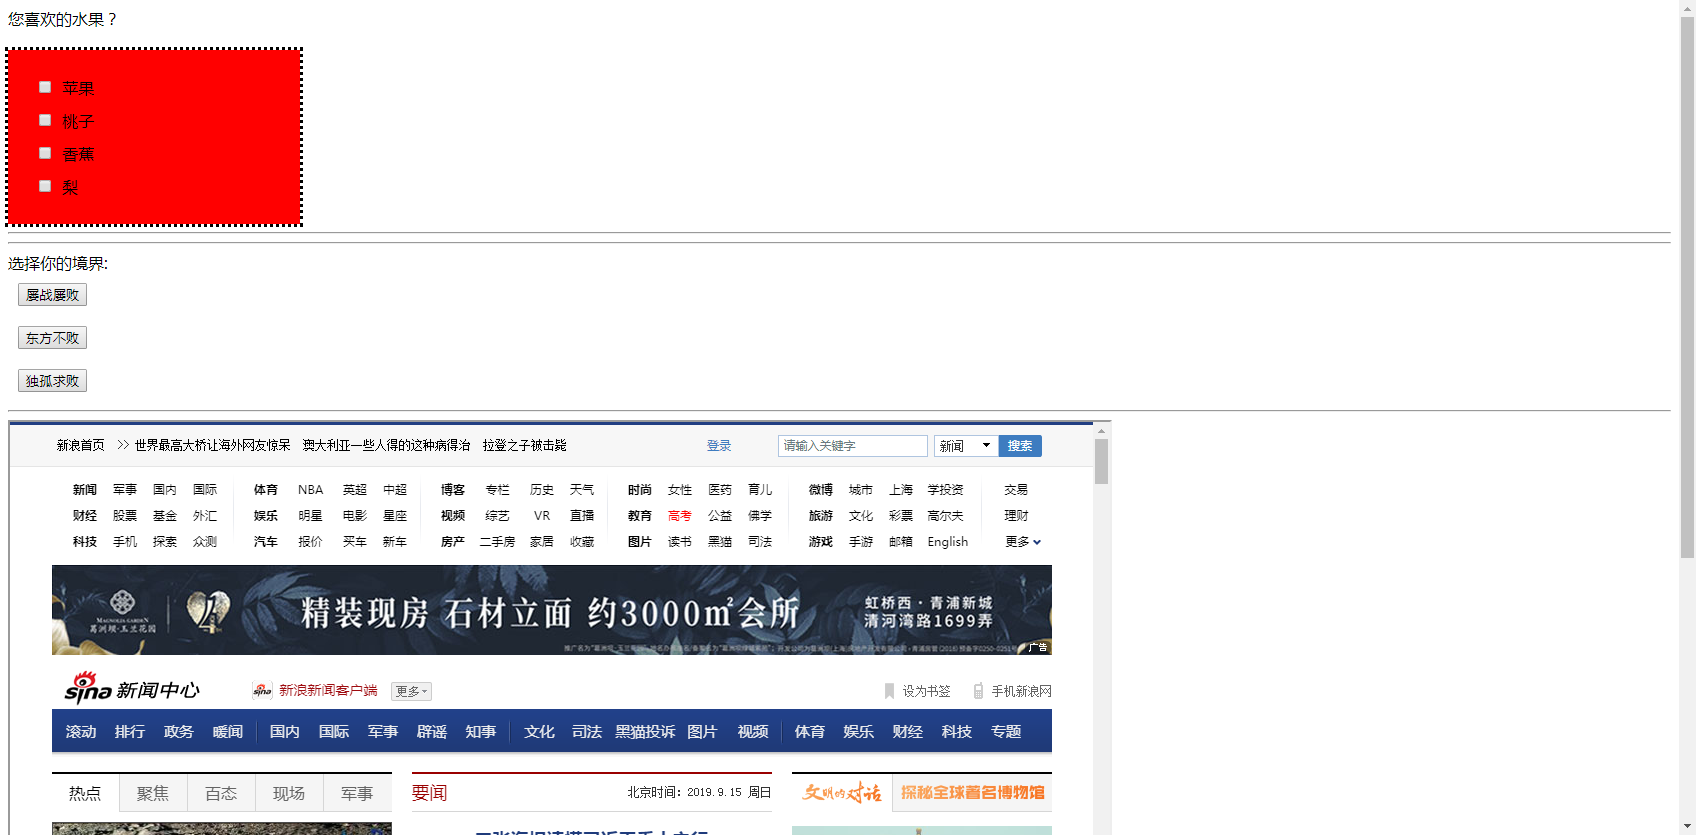 您喜欢的水果？
苹果
桃子
香蕉
梨
选择你的境界:
屡战屡败
东方不败
独孤求败
新浪首页 >> 世界最高大桥让海外网友惊呆 澳大利亚一些人得的这种病得治 拉登之子被击毙 登录 请输入关键字 新闻 搜索
新闻 军事 国内 国际 体育 NBA 英超 中超 博客 专栏 历史 天气 时尚 女性 医药 育儿 微博 城市 上海 学投资 交易
财经 股票 基金 外汇 娱乐 明星 电影 星座 视频 综艺 VR 直播 教育 高考 公益 佛学 旅游 文化 彩票 高尔夫 理财
科技 手机 探索 众测 汽车 报价 买车 新车 房产 二手房 家居 收藏 图片 读书 黑猫 司法 游戏 手游 邮箱 English 更多
MAGNOLIA GARDEN
葛洲坝·玉兰花园
精装现房 石材立面 约3000㎡会所
虹桥西·青浦新城
清河湾路1699弄
广告
sina 新闻中心 sina 新浪新闻客户端 更多 设为书签 手机新浪网
滚动 排行 政务 暖闻 国内 国际 军事 辟谣 知事 文化 司法 黑猫投诉 图片 视频 体育 娱乐 财经 科技 专题
热点 聚焦 百态 现场 军事 要闻 北京时间：2019.9.15 周日 文明的对话 探秘全球著名博物馆